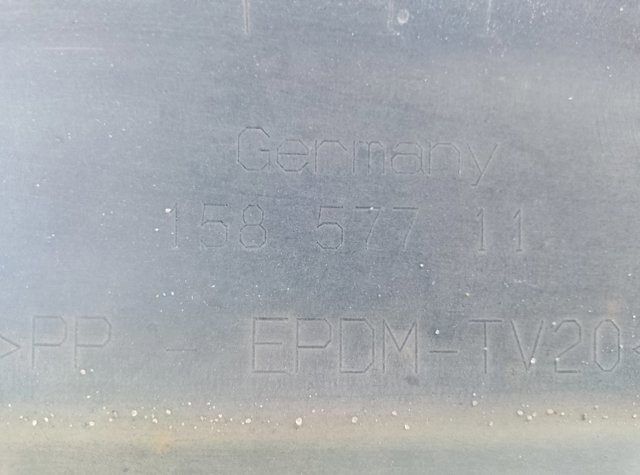 Germany
158 577 11
>PP - EPDM-TV20<